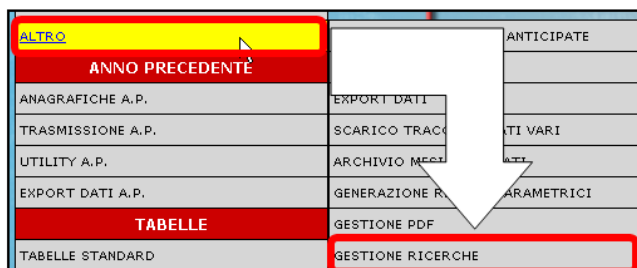 ALTRO
ANNO PRECEDENTE
ANAGRAFICHE A.P.
TRASMISSIONE A.P.
UTILITY A.P.
EXPORT DATI A.P.
TABELLE
TABELLE STANDARD
ANTICIPATE
EXPORT DATI
SCARICO VARI
ARCHIVIO
GENERAZIONE
GESTIONE PDF
GESTIONE RICERCHE